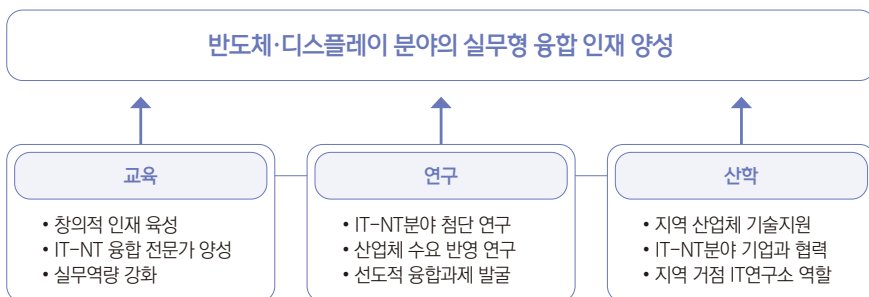 반도체·디스플레이 분야의 실무형 융합 인재 양성
교육
• 창의적 인재 육성
• IT-NT 융합 전문가 양성
• 실무역량 강화
연구
• IT-NT분야 첨단 연구
• 산업체 수요 반영 연구
• 선도적 융합과제 발굴
산학
• 지역 산업체 기술지원
• IT-NT분야 기업과 협력
• 지역 거점 IT연구소 역할